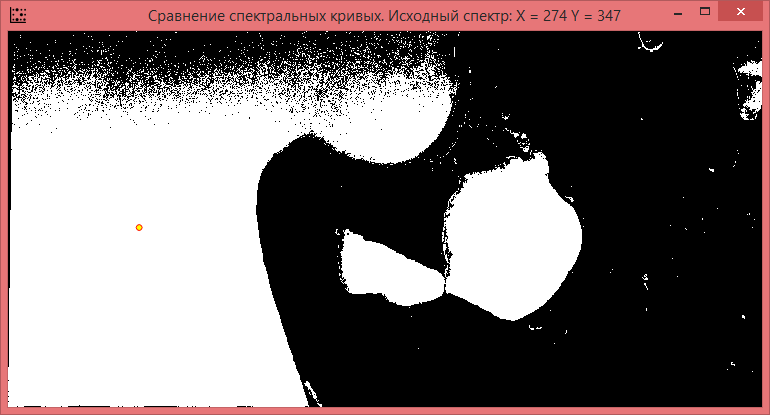 Сравнение спектральных кривых. Исходный спектр: X = 274 Y = 347